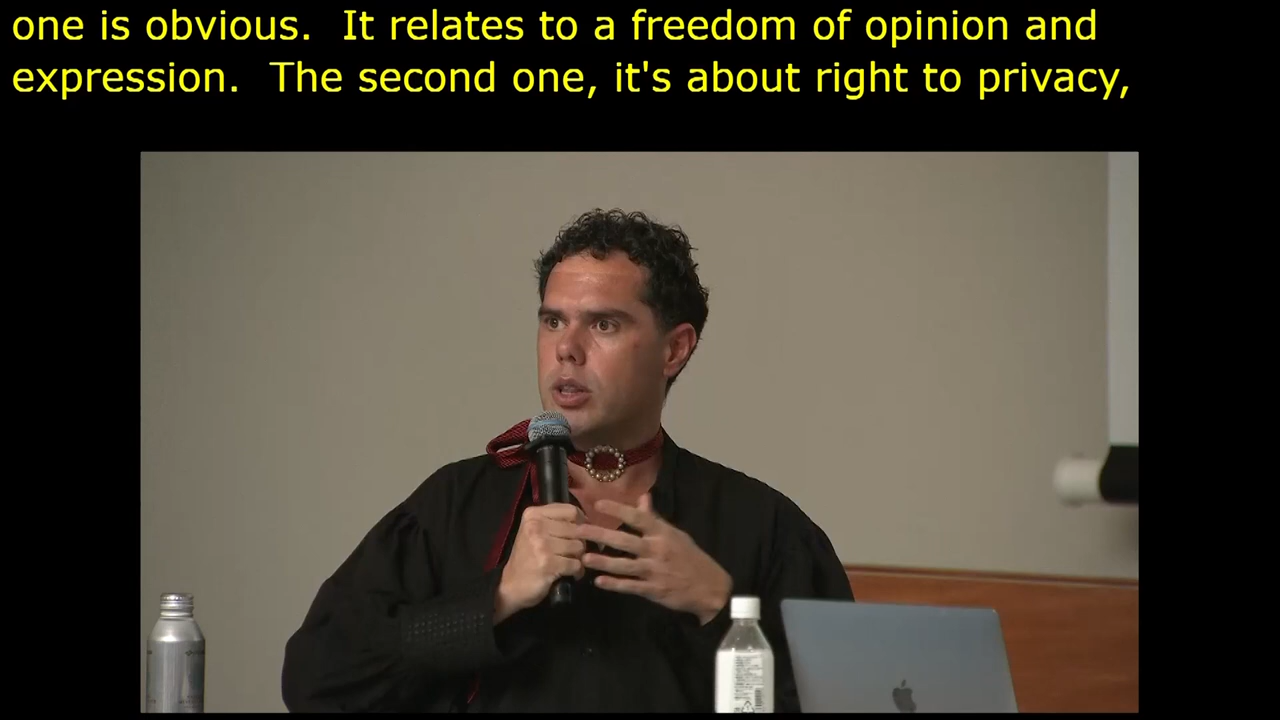 one is obvious.  It relates to a freedom of opinion and
expression.  The second one, it's about right to privacy,